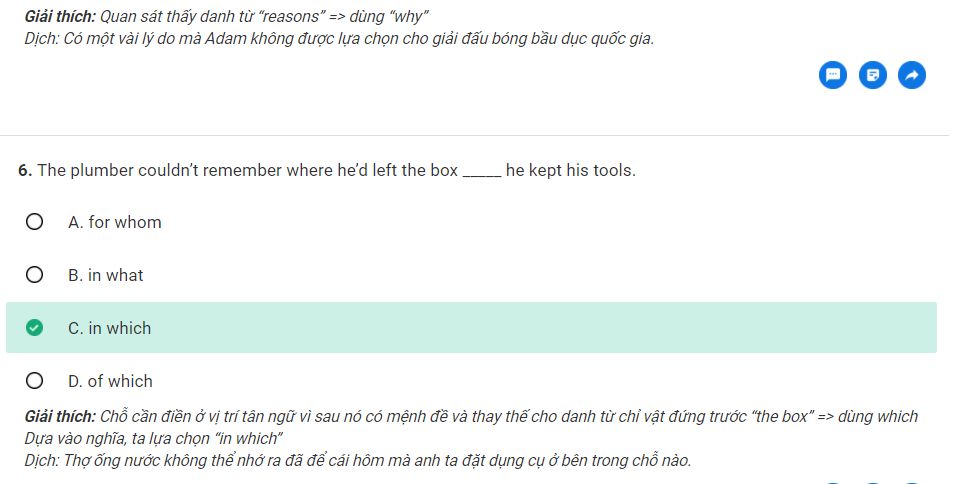 Giải thích: Quan sát thấy danh từ “reasons” => dùng “why”
Dịch: Có một vài lý do mà Adam không được lựa chọn cho giải đấu bóng bầu dục quốc gia.
6. The plumber couldn’t remember where he’d left the box _____ he kept his tools.
A. for whom
B. in what
C. in which
D. of which
Giải thích: Chỗ cần điền ở vị trí tân ngữ vì sau nó có mệnh đề và thay thế cho danh từ chỉ vật đứng trước “the box” => dùng which
Dựa vào nghĩa, ta lựa chọn “in which”
Dịch: Thợ ống nước không thể nhớ ra đã để cái hôm mà anh ta đặt dụng cụ ở bên trong chỗ nào.